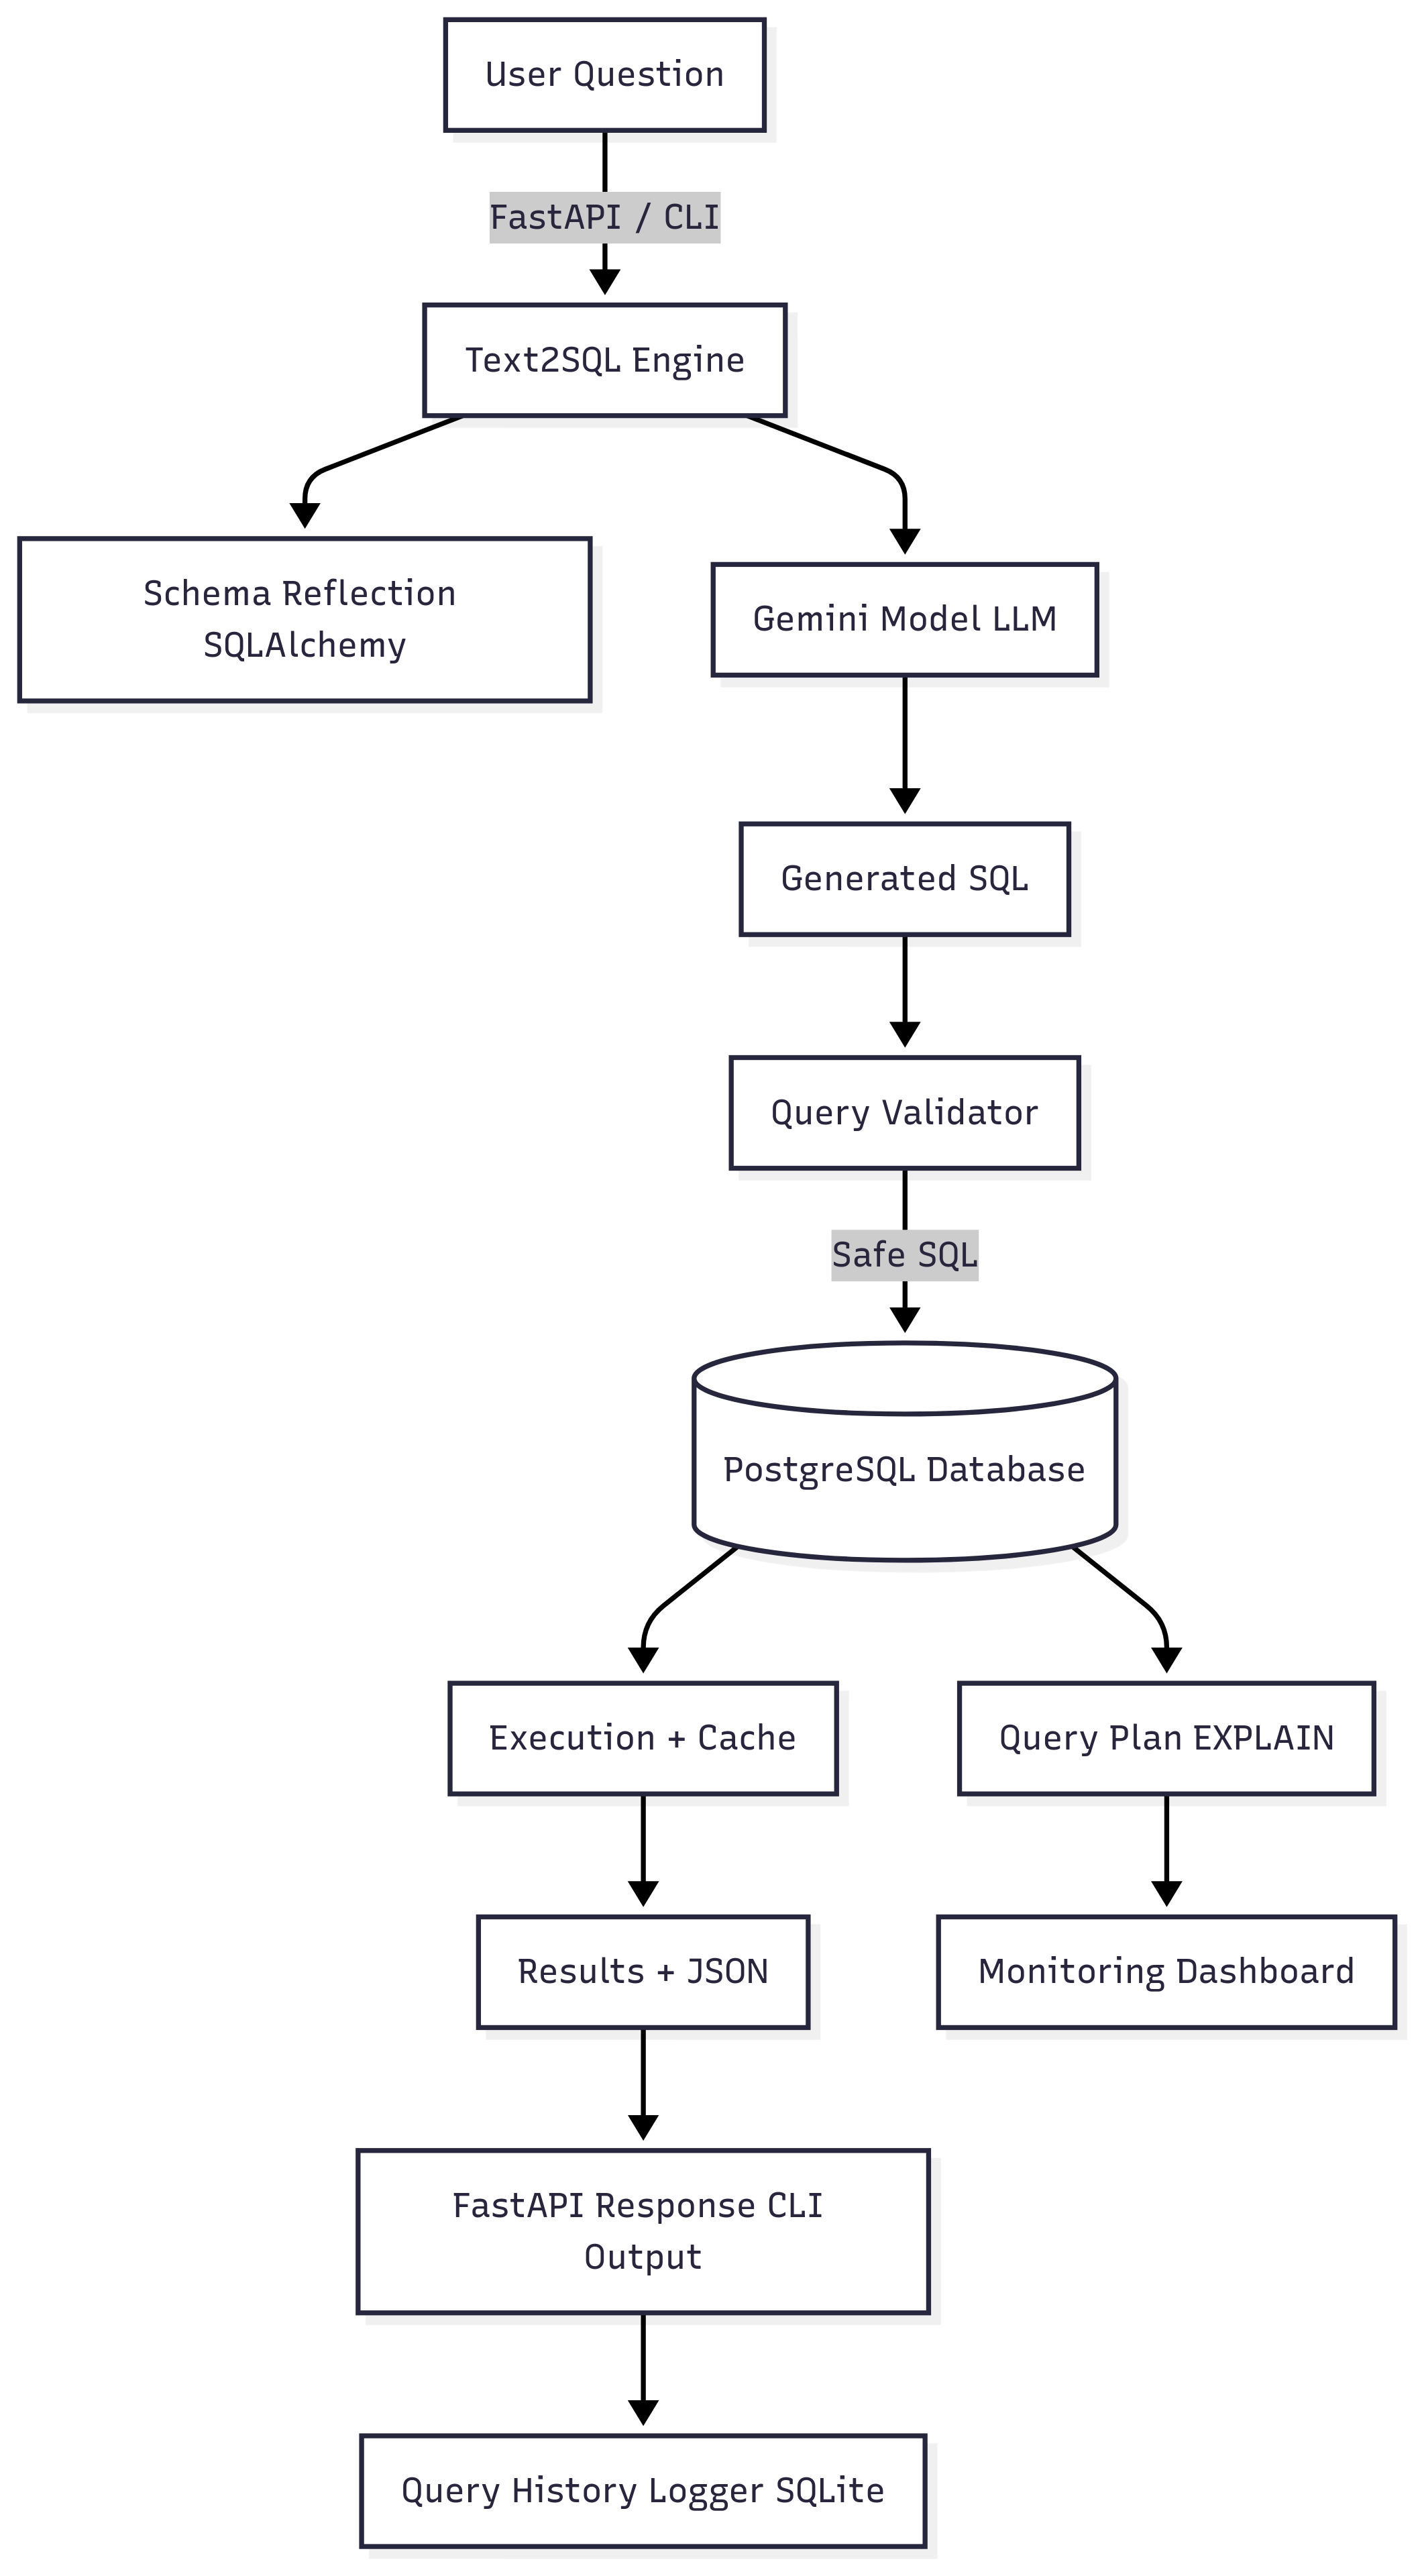 User Question
FastAPI / CLI
Text2SQL Engine
Schema Reflection
SQLAlchemy
Gemini Model LLM
Generated SQL
Query Validator
Safe SQL
PostgreSQL Database
Execution + Cache
Query Plan EXPLAIN
Results + JSON
Monitoring Dashboard
FastAPI Response CLI
Output
Query History Logger SQLite